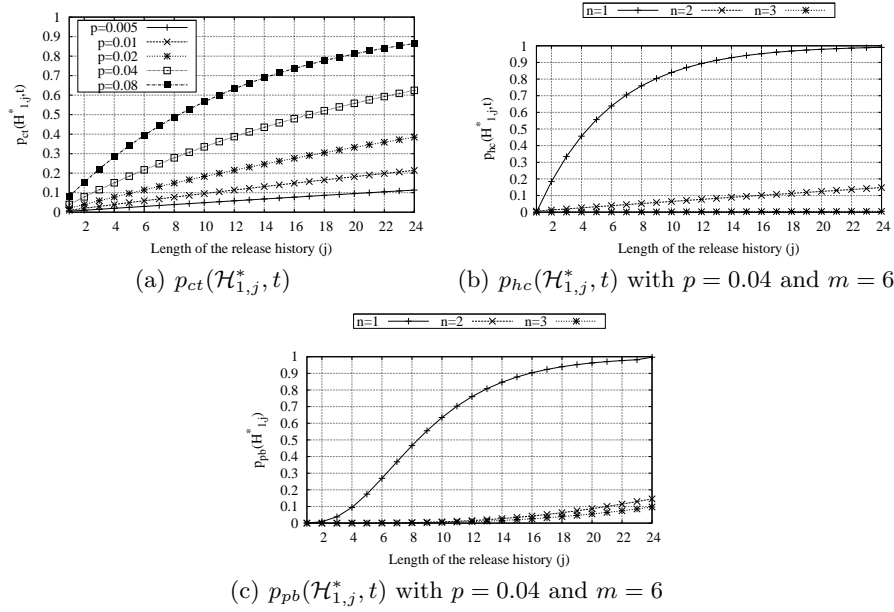 p=0.005
p=0.01
p=0.02
p=0.04
p=0.08
1
0.9
0.8
0.7
0.6
0.5
0.4
0.3
0.2
0.1
0
p_ct(H*_1,j,t)
2 4 6 8 10 12 14 16 18 20 22 24
Length of the release history (j)
(a) p_ct(H*_1,j, t)
n=1 n=2 n=3
1
0.9
0.8
0.7
0.6
0.5
0.4
0.3
0.2
0.1
0
p_hc(H*_1,j,t)
2 4 6 8 10 12 14 16 18 20 22 24
Length of the release history (j)
(b) p_hc(H*_1,j, t) with p = 0.04 and m = 6
n=1 n=2 n=3
1
0.9
0.8
0.7
0.6
0.5
0.4
0.3
0.2
0.1
0
p_pb(H*_1,j)
2 4 6 8 10 12 14 16 18 20 22 24
Length of the release history (j)
(c) p_pb(H*_1,j, t) with p = 0.04 and m = 6